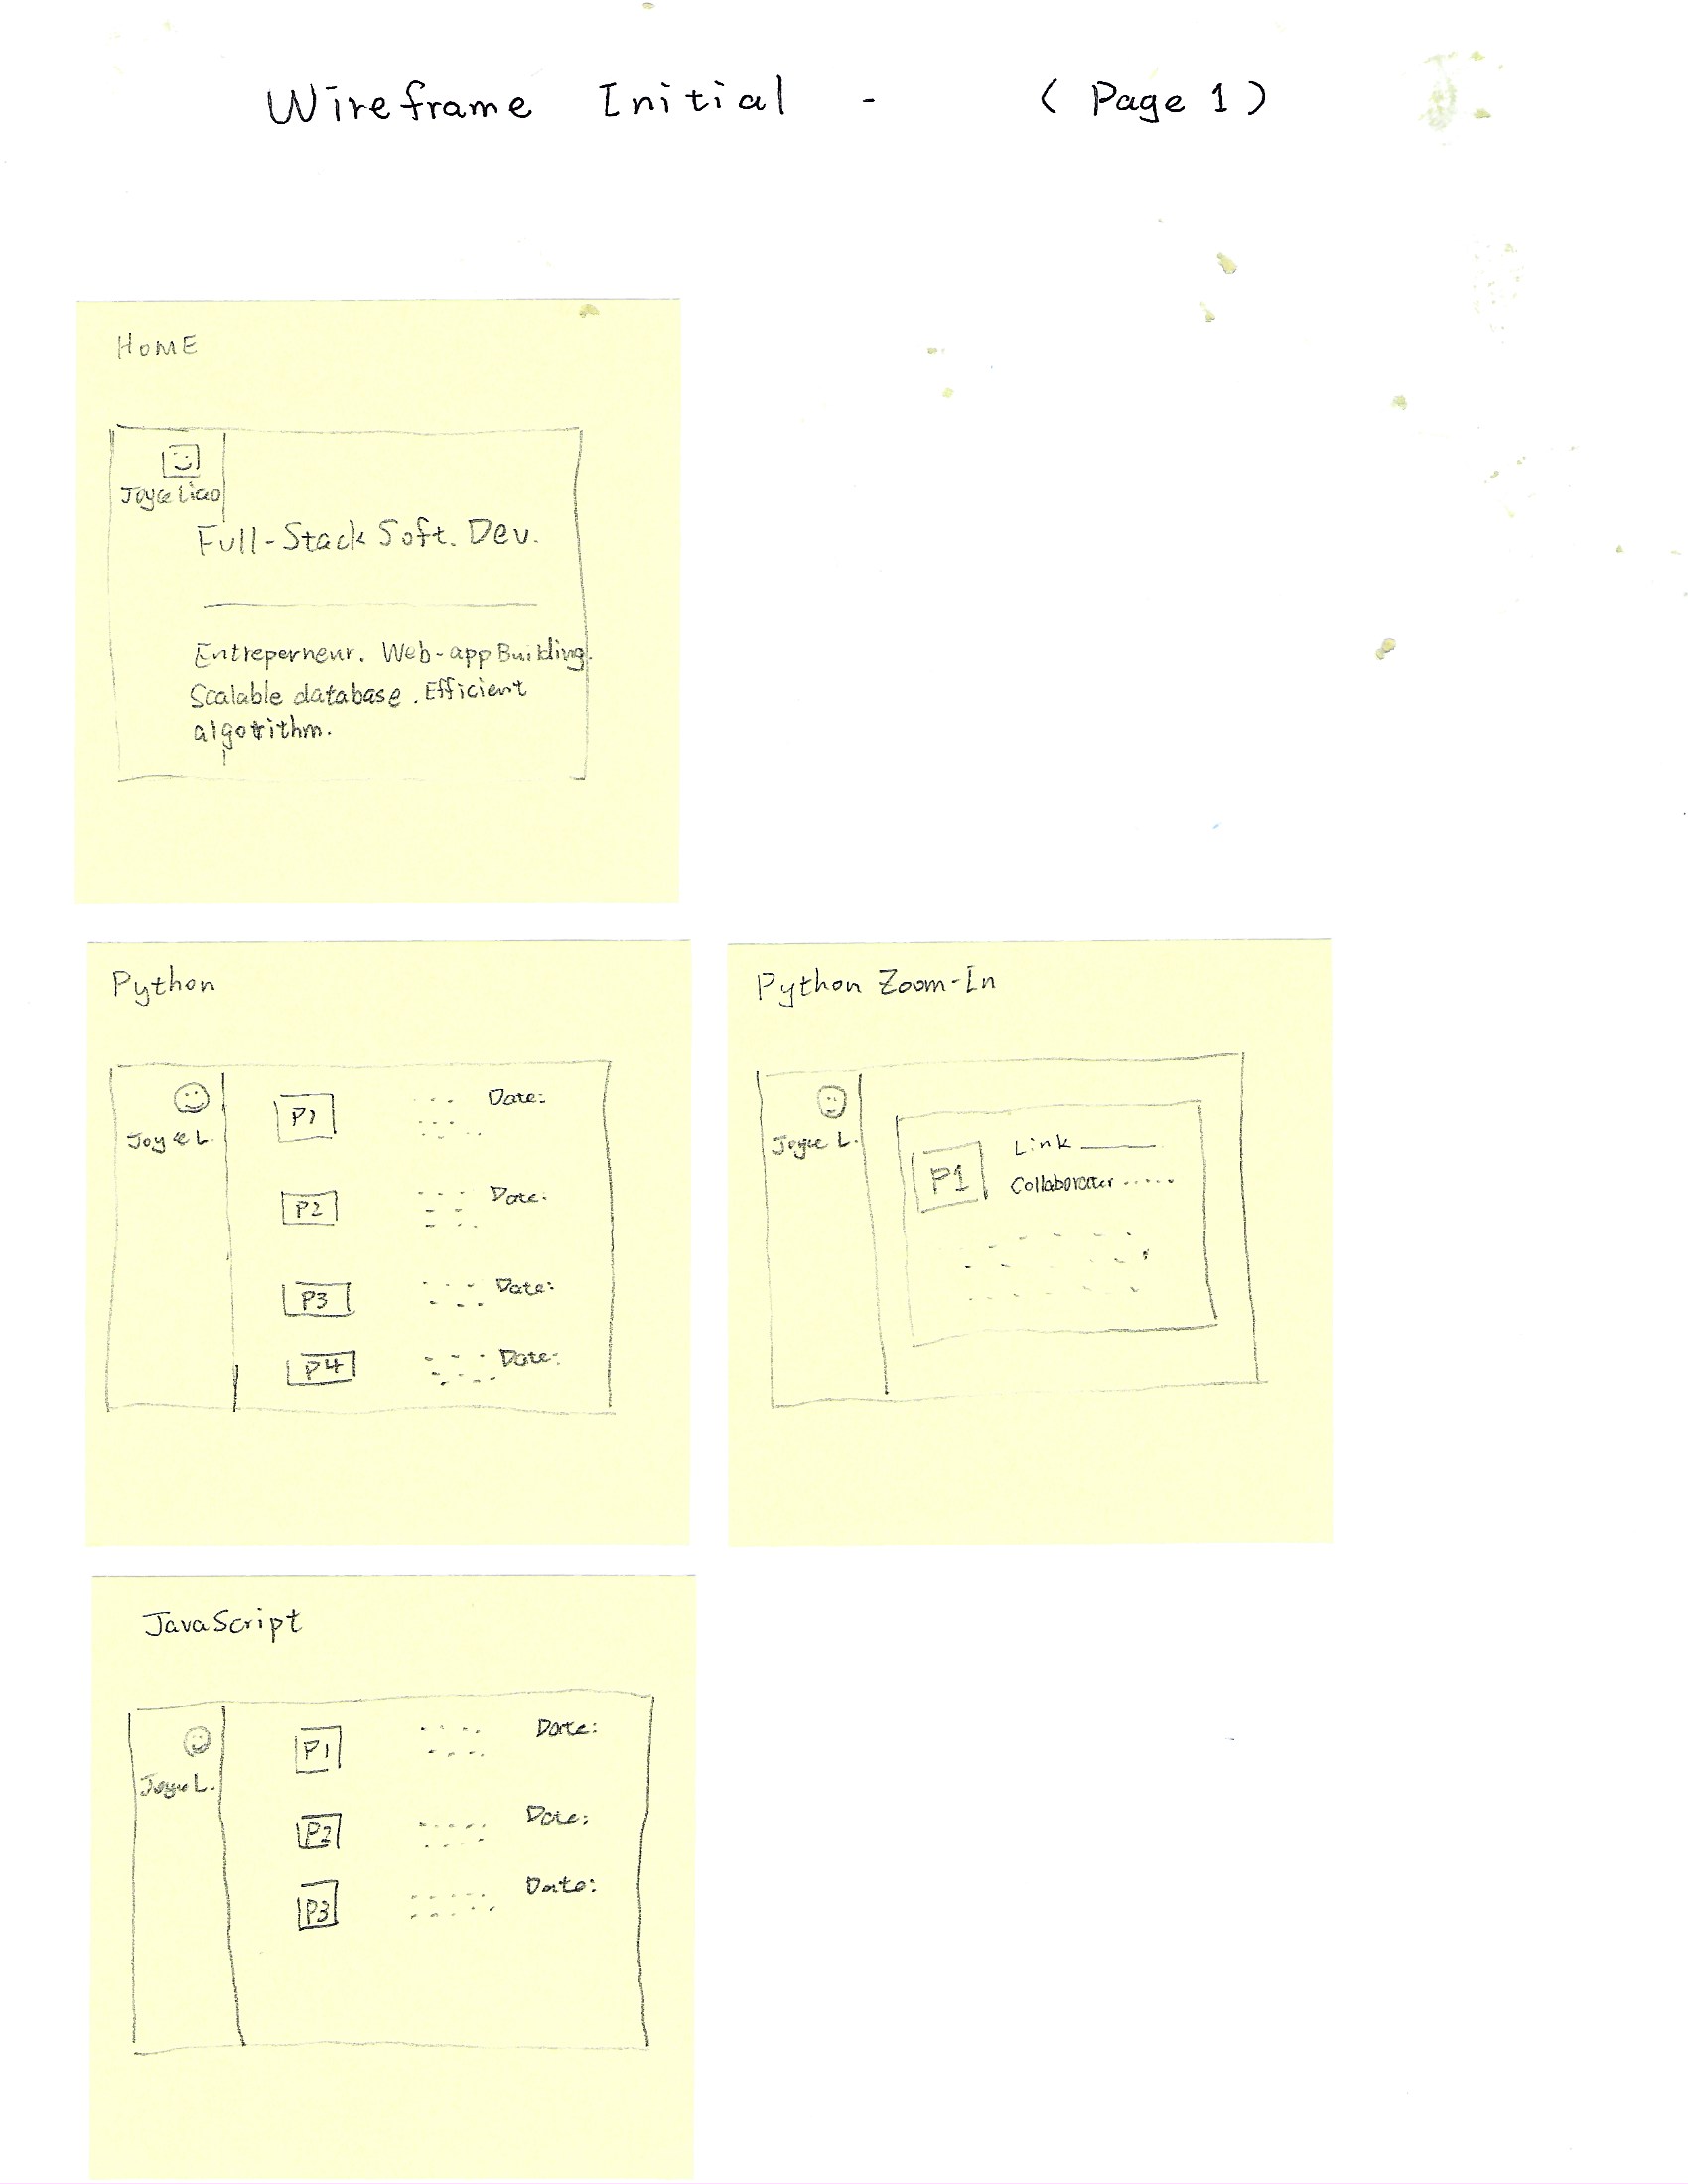 Wireframe Initial - (Page 1)
HOME
Joyce Liao
Full-Stack Soft. Dev.
Entreperneur. Web-app Building.
Scalable database. Efficient
algorithm.
Python
Joyce L.
P1 Date:
P2 Date:
P3 Date:
P4 Date:
Python Zoom-In
Joyce L.
P1
Link
Collaborater .....
JavaScript
Joyce L.
P1 Date:
P2 Date:
P3 Date: